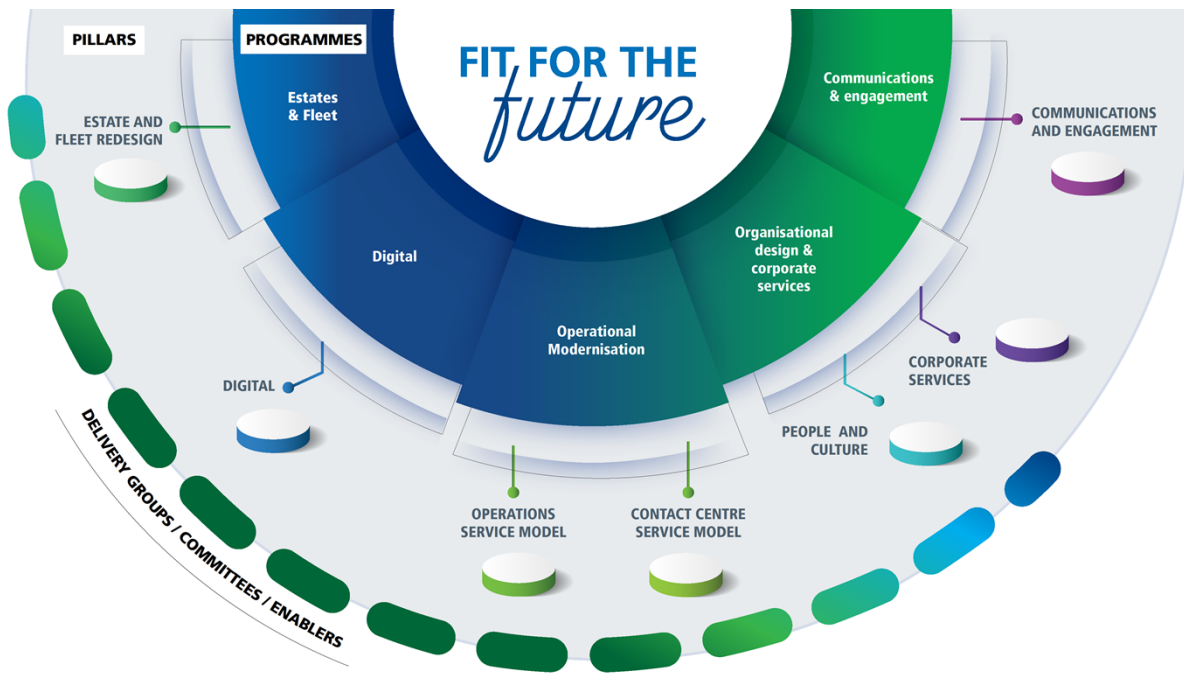 PILLARS
PROGRAMMES
FIT FOR THE
future
Estates
& Fleet
Communications
& engagement
ESTATE AND
FLEET REDESIGN
COMMUNICATIONS
AND ENGAGEMENT
Digital
Organisational
design &
corporate
services
Operational
Modernisation
DIGITAL
CORPORATE
SERVICES
PEOPLE AND
CULTURE
OPERATIONS
SERVICE MODEL
CONTACT CENTRE
SERVICE MODEL
DELIVERY GROUPS / COMMITTEES / ENABLERS